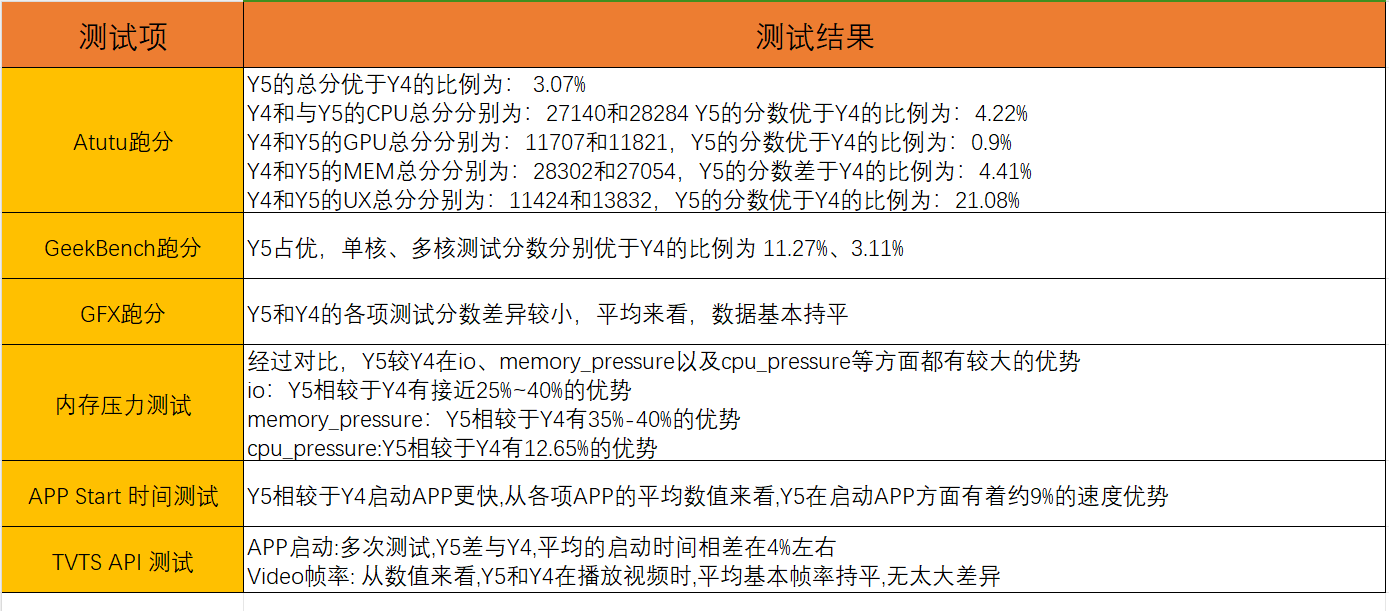 测试项
测试结果
Atutu跑分
Y5的总分优于Y4的比例为： 3.07%
Y4和与Y5的CPU总分分别为：27140和28284 Y5的分数优于Y4的比例为：4.22%
Y4和Y5的GPU总分分别为：11707和11821，Y5的分数优于Y4的比例为：0.9%
Y4和Y5的MEM总分分别为：28302和27054，Y5的分数差于Y4的比例为：4.41%
Y4和Y5的UX总分分别为：11424和13832，Y5的分数优于Y4的比例为：21.08%
GeekBench跑分
Y5占优，单核、多核测试分数分别优于Y4的比例为 11.27%、3.11%
GFX跑分
Y5和Y4的各项测试分数差异较小，平均来看，数据基本持平
内存压力测试
经过对比，Y5较Y4在io、memory_pressure以及cpu_pressure等方面都有较大的优势
io：Y5相较于Y4有接近25%~40%的优势
memory_pressure：Y5相较于Y4有35%-40%的优势
cpu_pressure:Y5相较于Y4有12.65%的优势
APP Start 时间测试
Y5相较于Y4启动APP更快,从各项APP的平均数值来看,Y5在启动APP方面有着约9%的速度优势
TVTS API 测试
APP启动:多次测试,Y5差与Y4,平均的启动时间相差在4%左右
Video帧率: 从数值来看,Y5和Y4在播放视频时,平均基本帧率持平,无太大差异